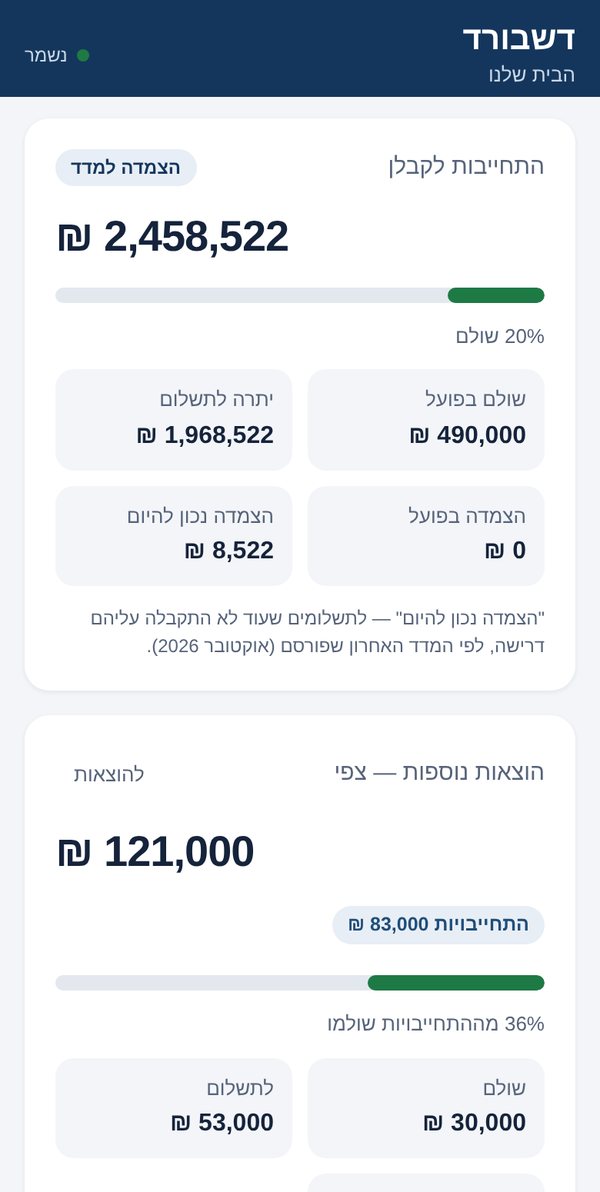 דשבורד
הבית שלנו
נשמר
התחייבות לקבלן
הצמדה למדד
2,458,522 ₪
20% שולם
שולם בפועל
490,000 ₪
יתרה לתשלום
1,968,522 ₪
הצמדה בפועל
0 ₪
הצמדה נכון להיום
8,522 ₪
"הצמדה נכון להיום" — לתשלומים שעוד לא התקבלה עליהם
דרישה, לפי המדד האחרון שפורסם (אוקטובר 2026).
הוצאות נוספות — צפי
להוצאות
121,000 ₪
התחייבויות 83,000 ₪
36% מההתחייבויות שולמו
שולם
30,000 ₪
לתשלום
53,000 ₪